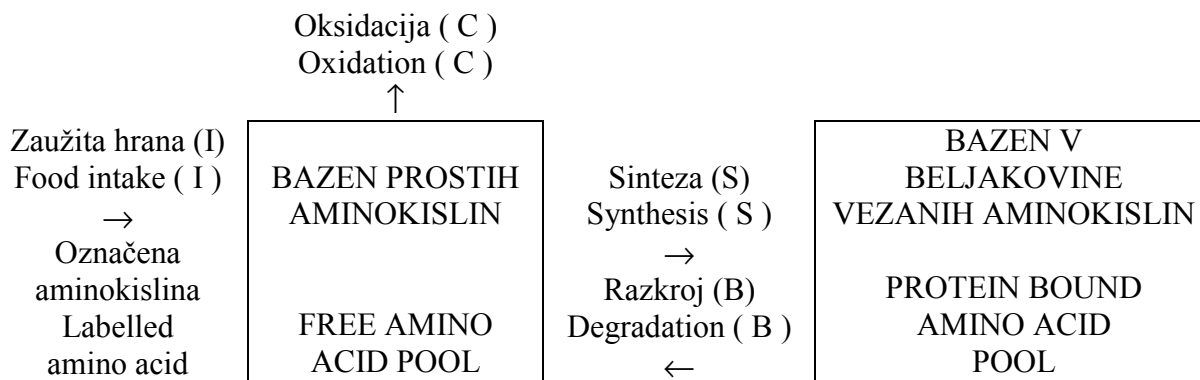 Oksidacija ( C )
Oxidation ( C )
↑
Zaužita hrana (I)
Food intake ( I )
→
Označena
aminokislina
Labelled
amino acid
BAZEN PROSTIH
AMINOKISLIN
FREE AMINO
ACID POOL
Sinteza (S)
Synthesis ( S )
→
Razkroj (B)
Degradation ( B )
←
BAZEN V
BELJAKOVINE
VEZANIH AMINOKISLIN
PROTEIN BOUND
AMINO ACID
POOL